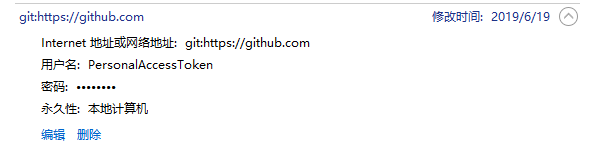 git:https://github.com 修改时间: 2019/6/19
Internet 地址或网络地址: git:https://github.com
用户名: PersonalAccessToken
密码: ••••••••
永久性: 本地计算机
编辑 删除